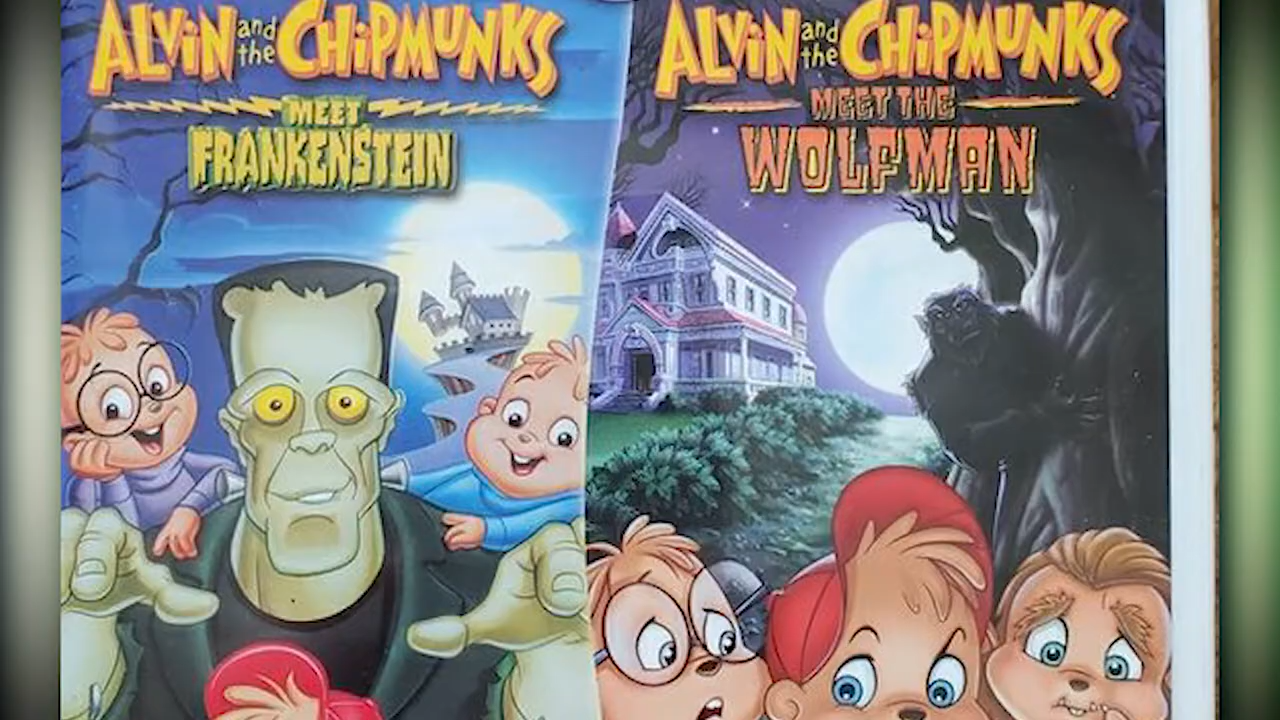 ALVIN and the CHIPMUNKS
MEET
FRANKENSTEIN
ALVIN and the CHIPMUNKS
MEET THE
WOLFMAN